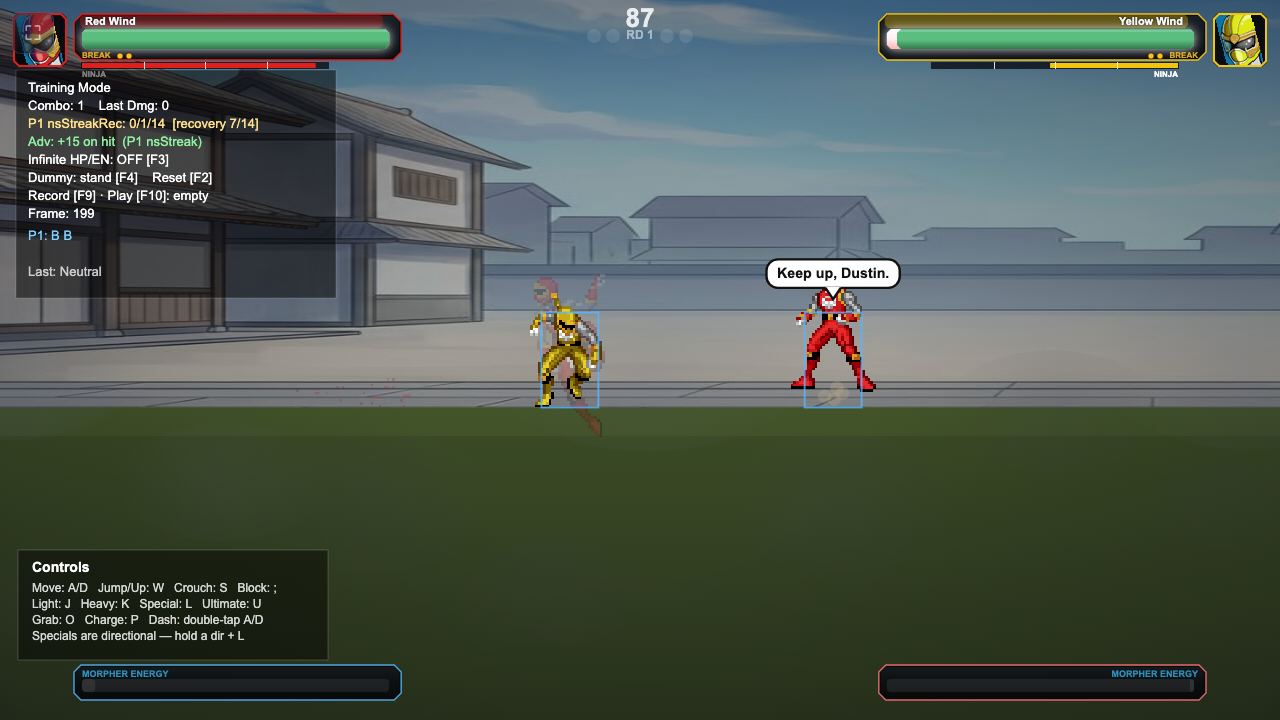 Red Wind
87
RD 1
Yellow Wind
BREAK
BREAK
NINJA
NINJA
Training Mode
Combo: 1 Last Dmg: 0
P1 nsStreakRec: 0/1/14 [recovery 7/14]
Adv: +15 on hit (P1 nsStreak)
Infinite HP/EN: OFF [F3]
Dummy: stand [F4] Reset [F2]
Record [F9] · Play [F10]: empty
Frame: 199
P1: B B
Last: Neutral
Keep up, Dustin.
Controls
Move: A/D Jump/Up: W Crouch: S Block: ;
Light: J Heavy: K Special: L Ultimate: U
Grab: O Charge: P Dash: double-tap A/D
Specials are directional — hold a dir + L
MORPHER ENERGY
MORPHER ENERGY